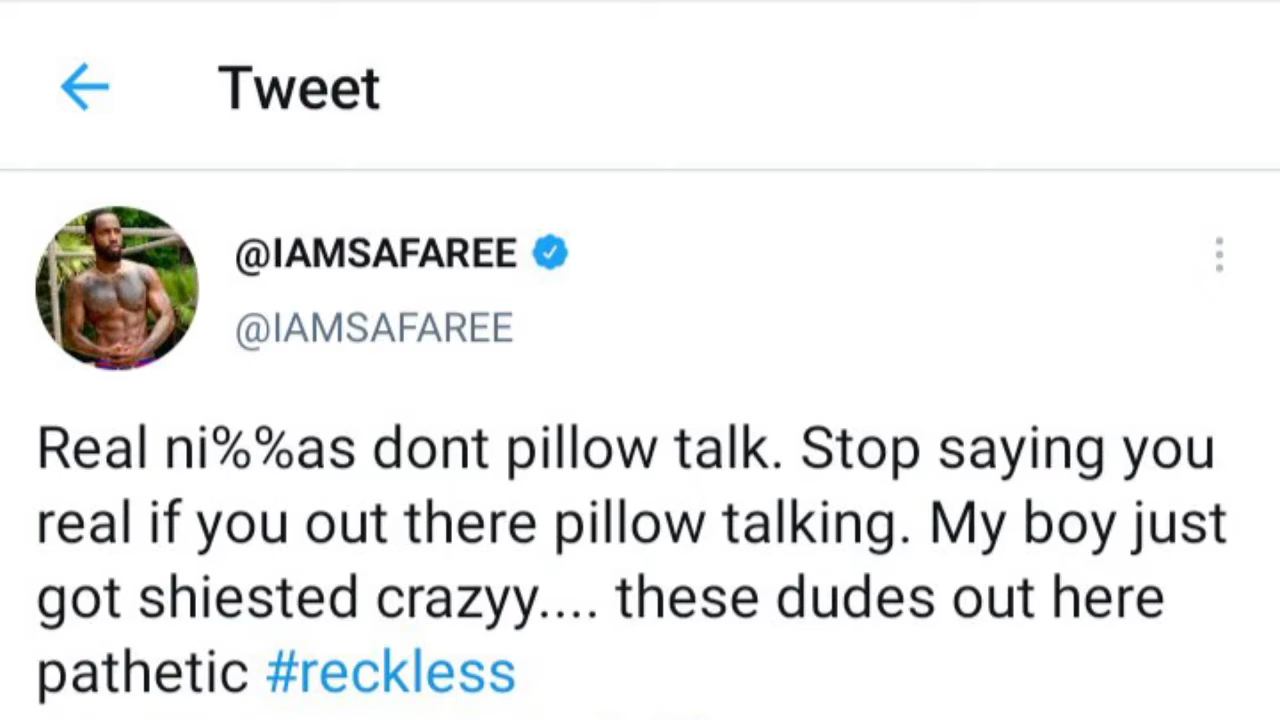 Tweet
@IAMSAFAREE
@IAMSAFAREE
Real ni%%as dont pillow talk. Stop saying you
real if you out there pillow talking. My boy just
got shiested crazyy.... these dudes out here
pathetic #reckless